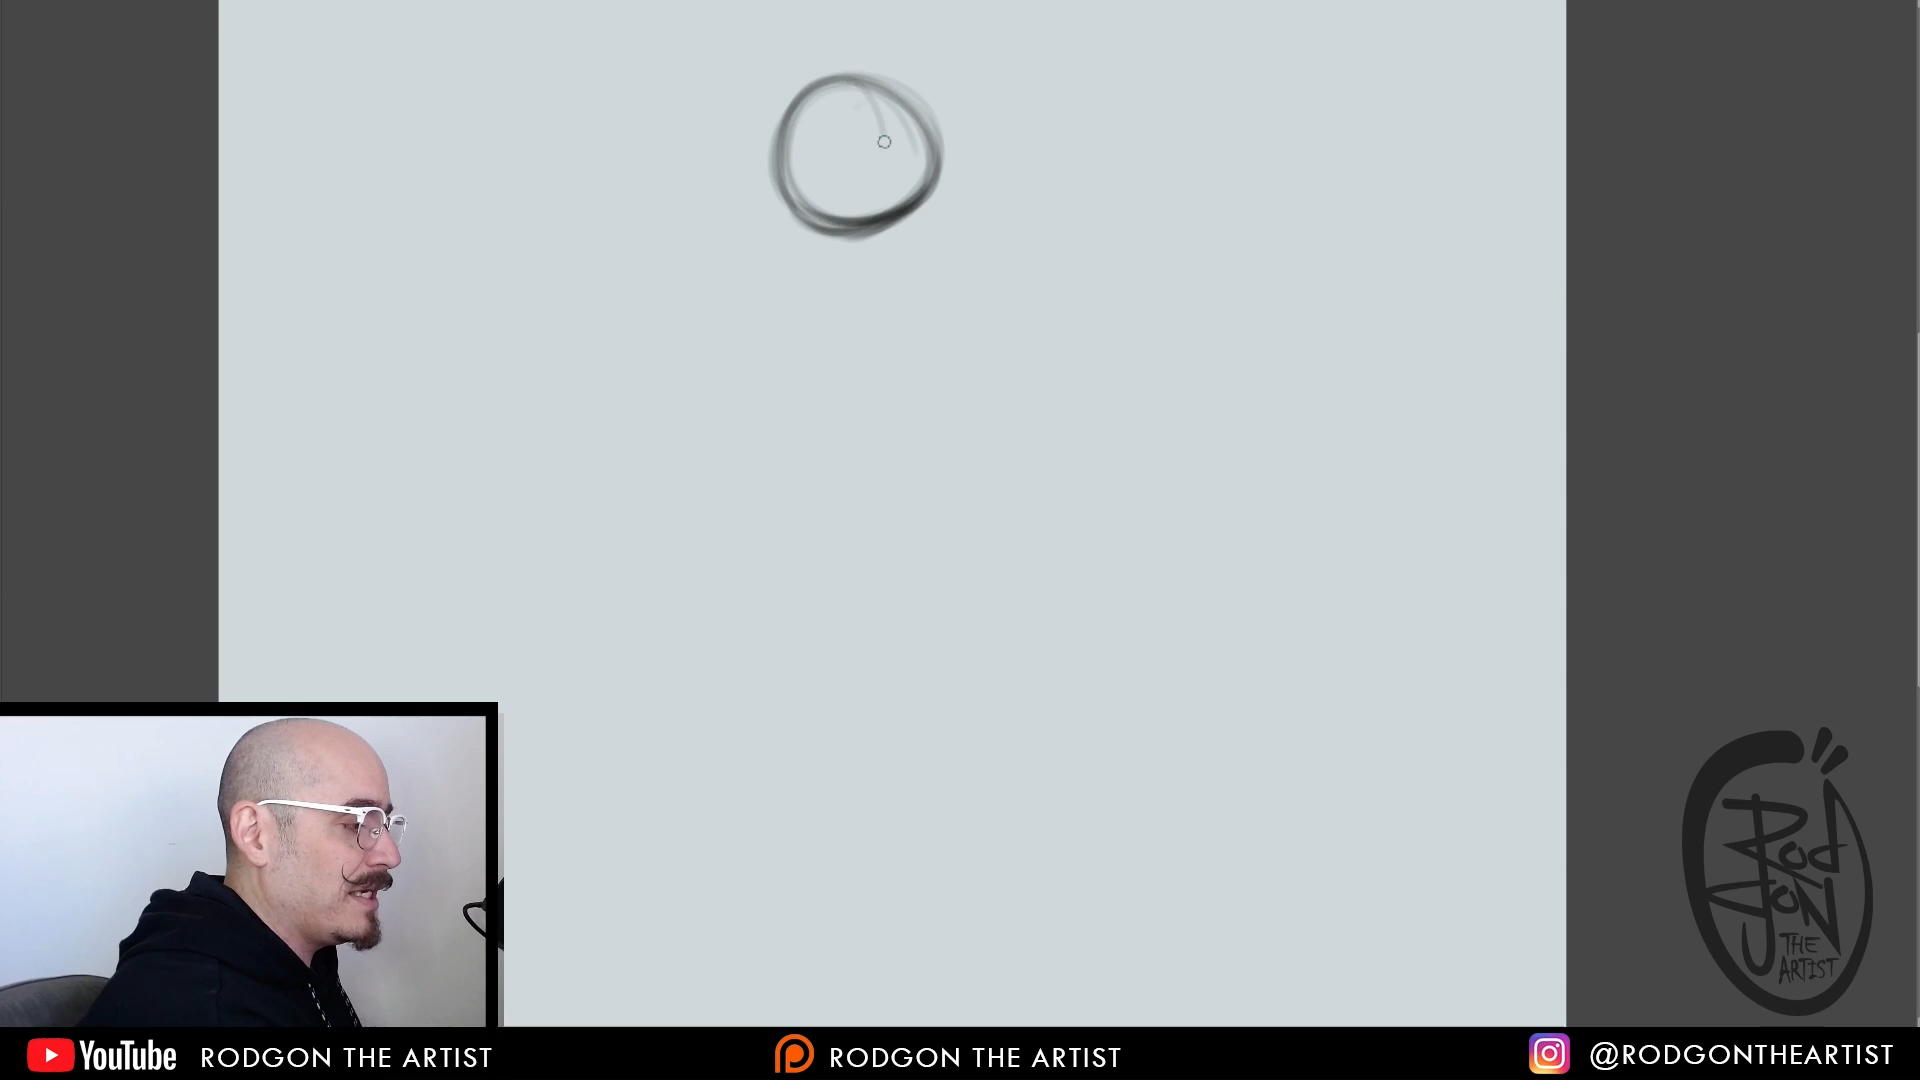 Rod
Gon
THE
ARTIST
YouTube RODGON THE ARTIST RODGON THE ARTIST @RODGONTHEARTIST